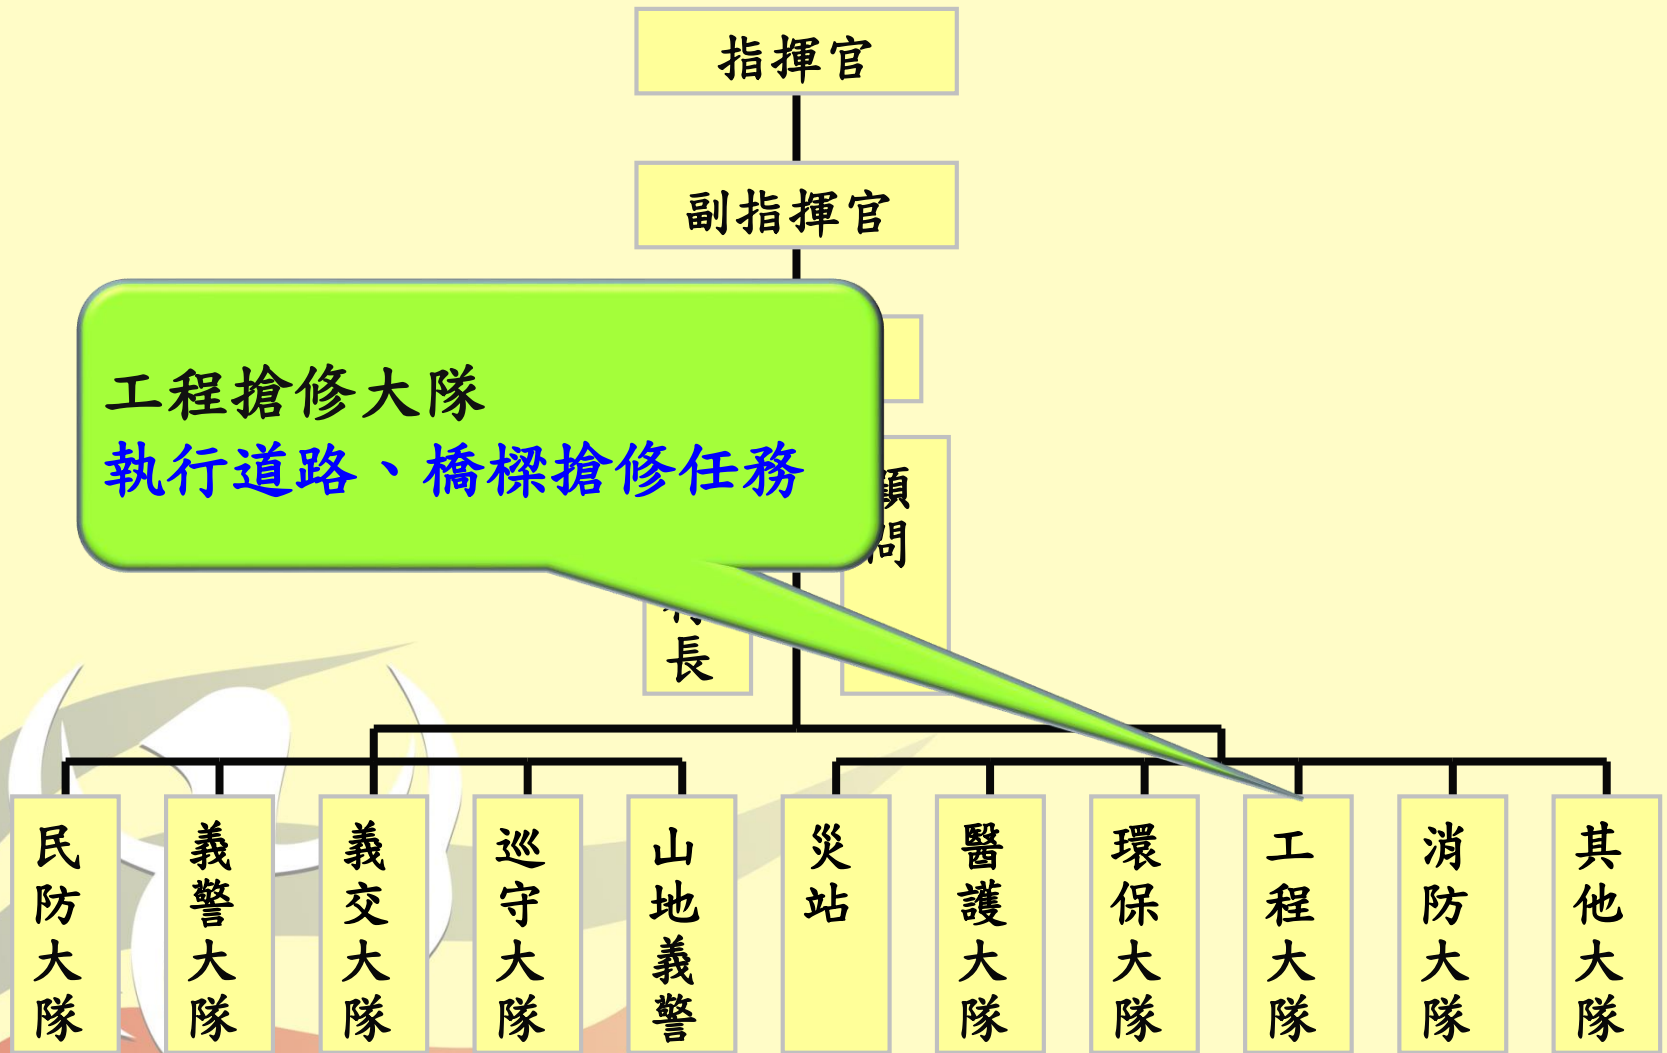 指揮官
副指揮官
工程搶修大隊
執行道路、橋樑搶修任務
顧問
長
民防大隊
義警大隊
義交大隊
巡守大隊
山地義警
災站
醫護大隊
環保大隊
工程大隊
消防大隊
其他大隊